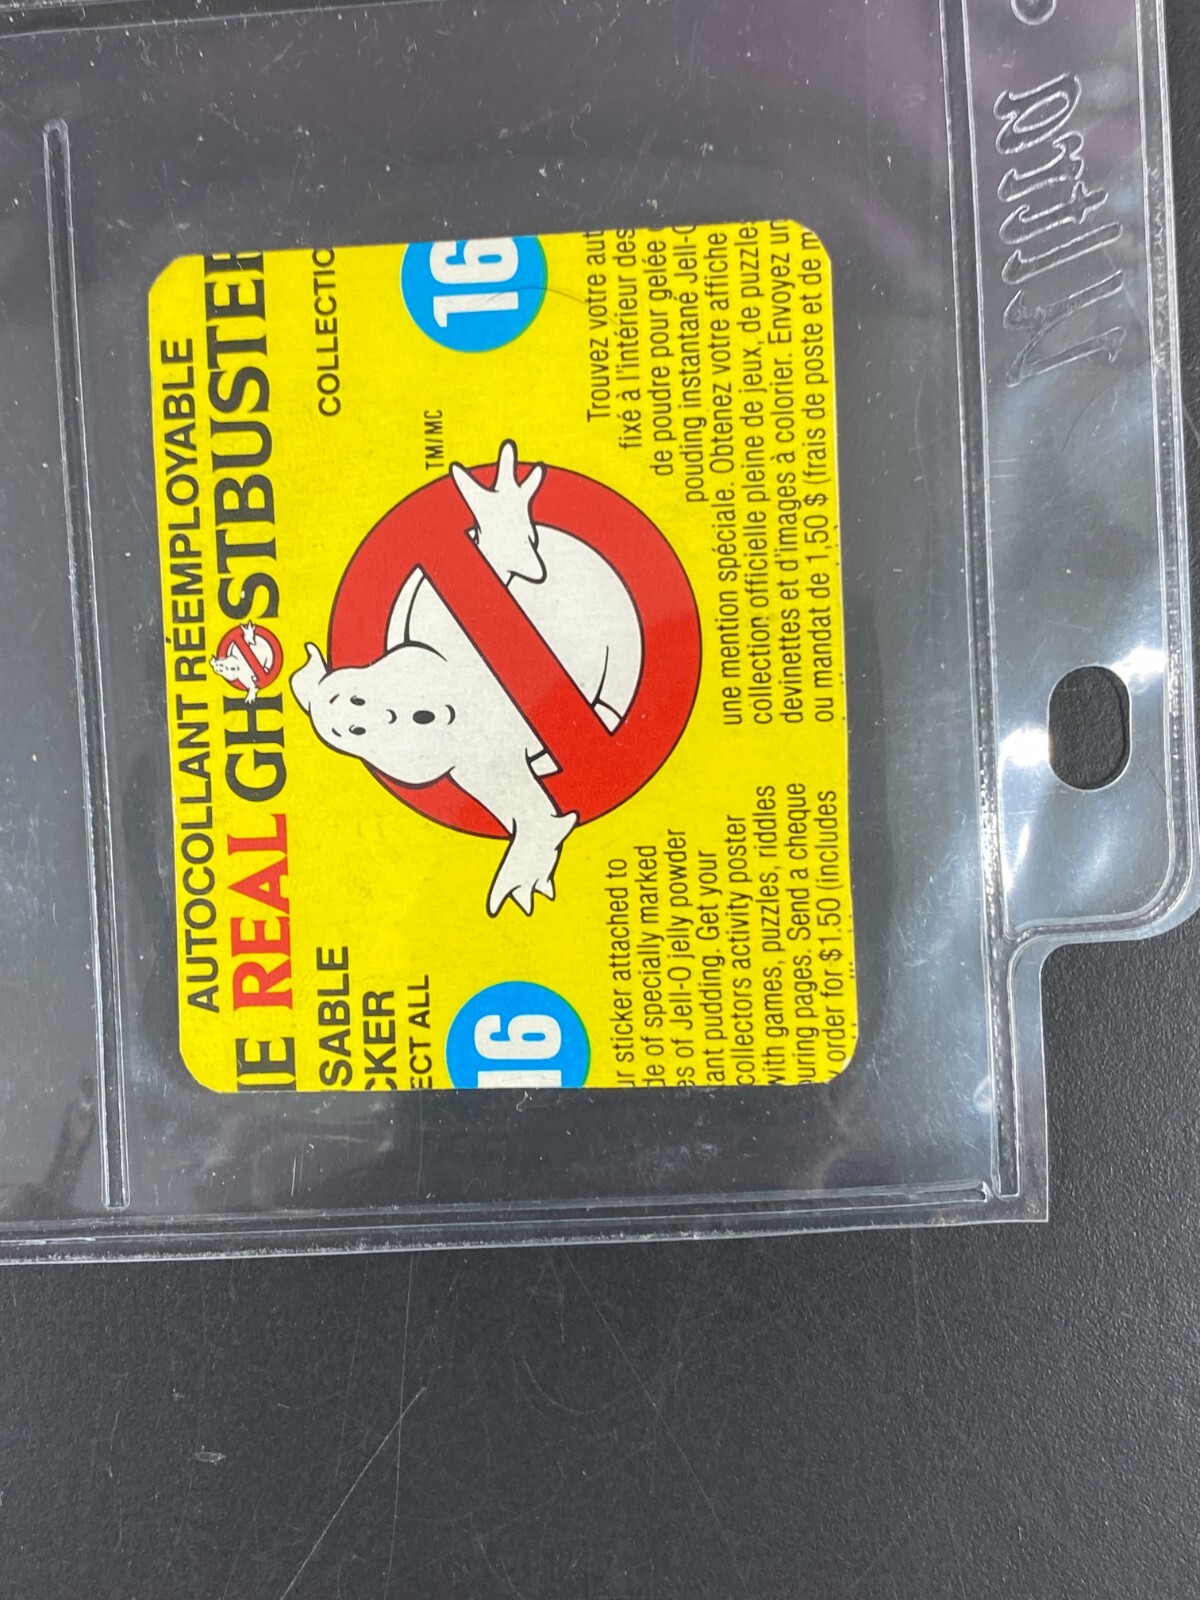 AUTOCOLLANT RÉEMPLOYABLE
REAL GHOSTBUSTER
SABLE
CKER
ECT ALL
16
TM/MC
COLLECTIO
16
ur sticker attached to
de of specially marked
es of Jell-O jelly powder
tant pudding. Get your
collectors activity poster
with games, puzzles, riddles
ouring pages. Send a cheque
y order for $1.50 (includes
Trouvez votre aut
fixé à l'intérieur des
de poudre pour gelée
pouding instantané Jell-O
une mention spéciale. Obtenez votre affiche
collection officielle pleine de jeux, de puzzles
devinettes et d'images à colorier. Envoyez un
ou mandat de 1,50 $ (frais de poste et de m